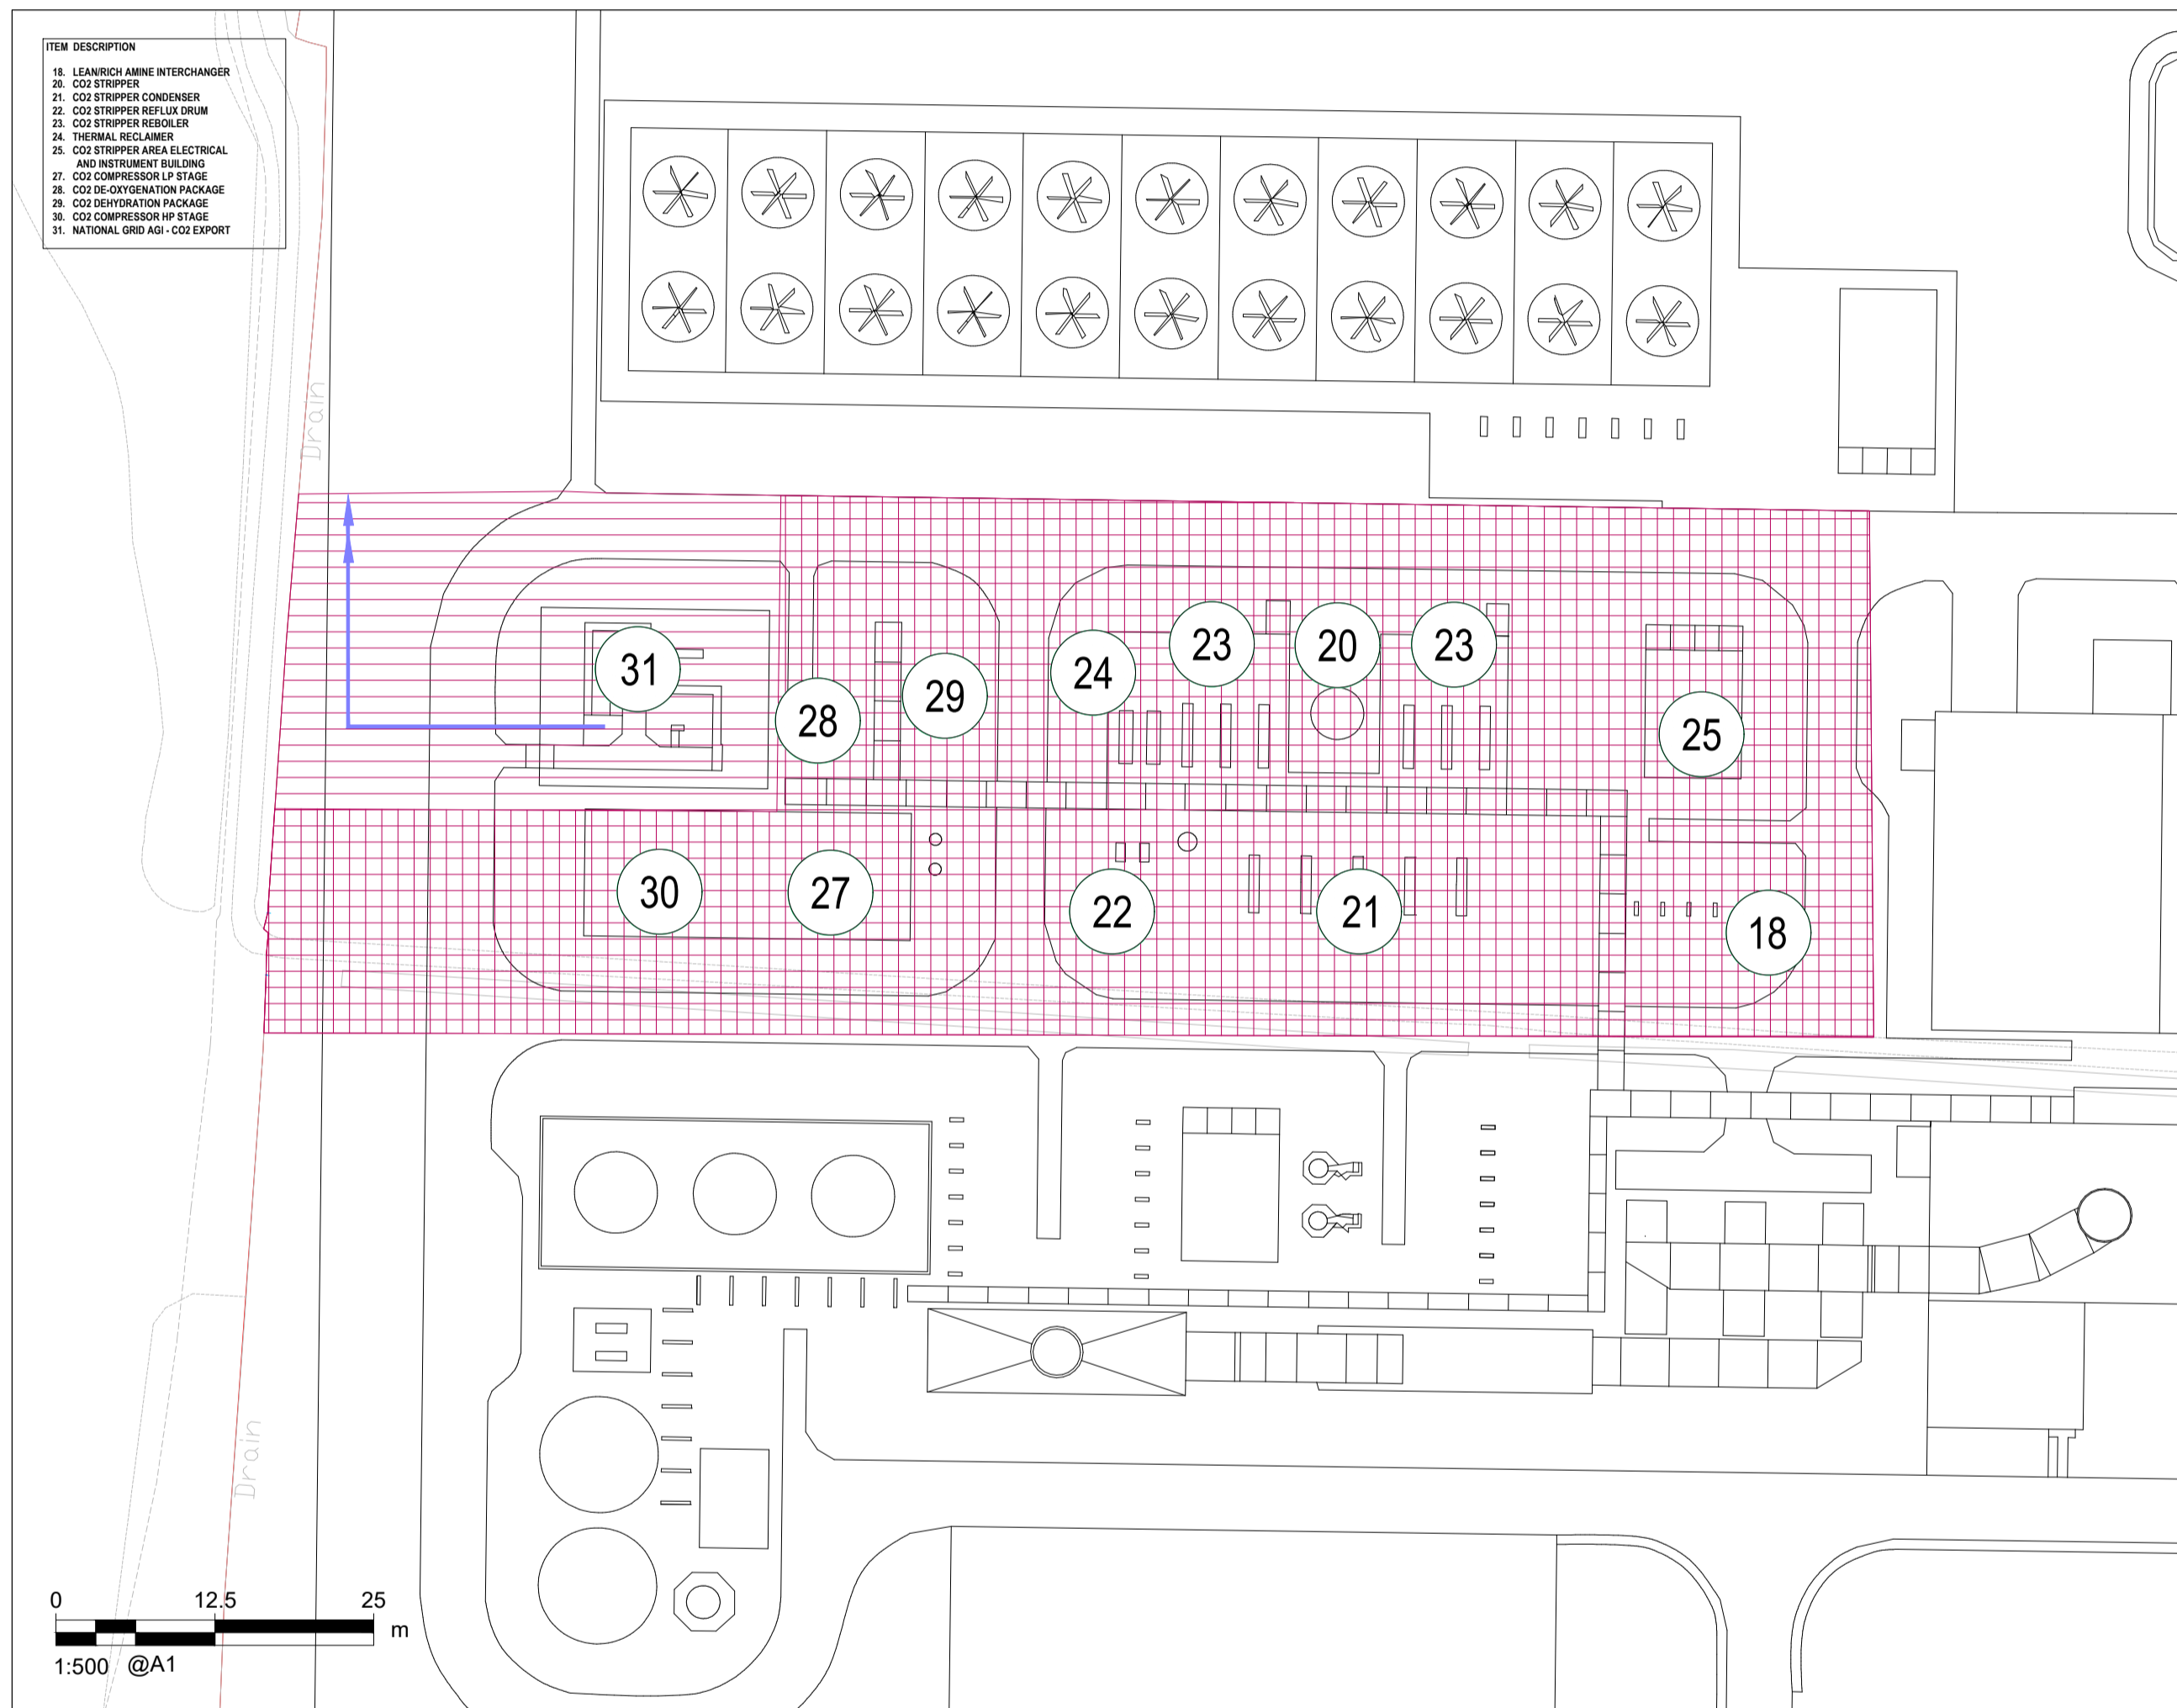 ITEM DESCRIPTION
18. LEAN/RICH AMINE INTERCHANGER
20. CO2 STRIPPER
21. CO2 STRIPPER CONDENSER
22. CO2 STRIPPER REFLUX DRUM
23. CO2 STRIPPER REBOILER
24. THERMAL RECLAIMER
25. CO2 STRIPPER AREA ELECTRICAL
AND INSTRUMENT BUILDING
27. CO2 COMPRESSOR LP STAGE
28. CO2 DE-OXYGENATION PACKAGE
29. CO2 DEHYDRATION PACKAGE
30. CO2 COMPRESSOR HP STAGE
31. NATIONAL GRID AGI - CO2 EXPORT
Drain
31
28
29
24
23
20
23
25
30
27
22
21
18
Drain
0 12.5 25
m
1:500 @A1